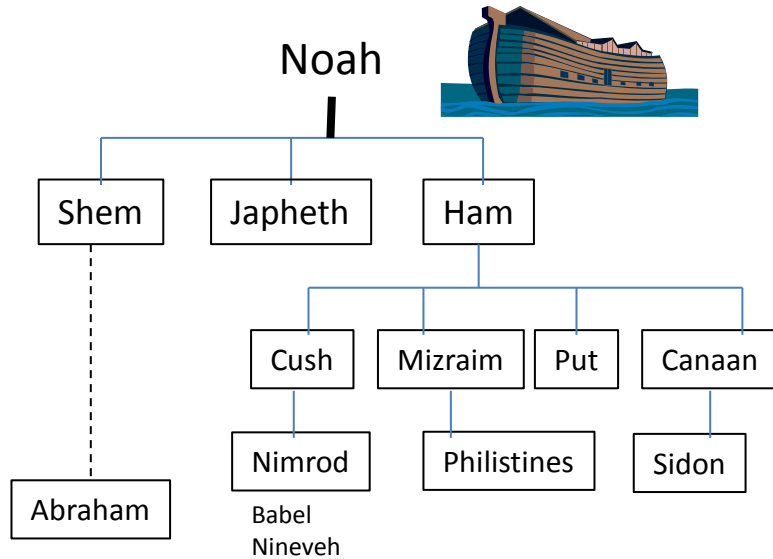 Noah
Shem Japheth Ham
Cush Mizraim Put Canaan
Nimrod Philistines Sidon
Abraham
Babel
Nineveh